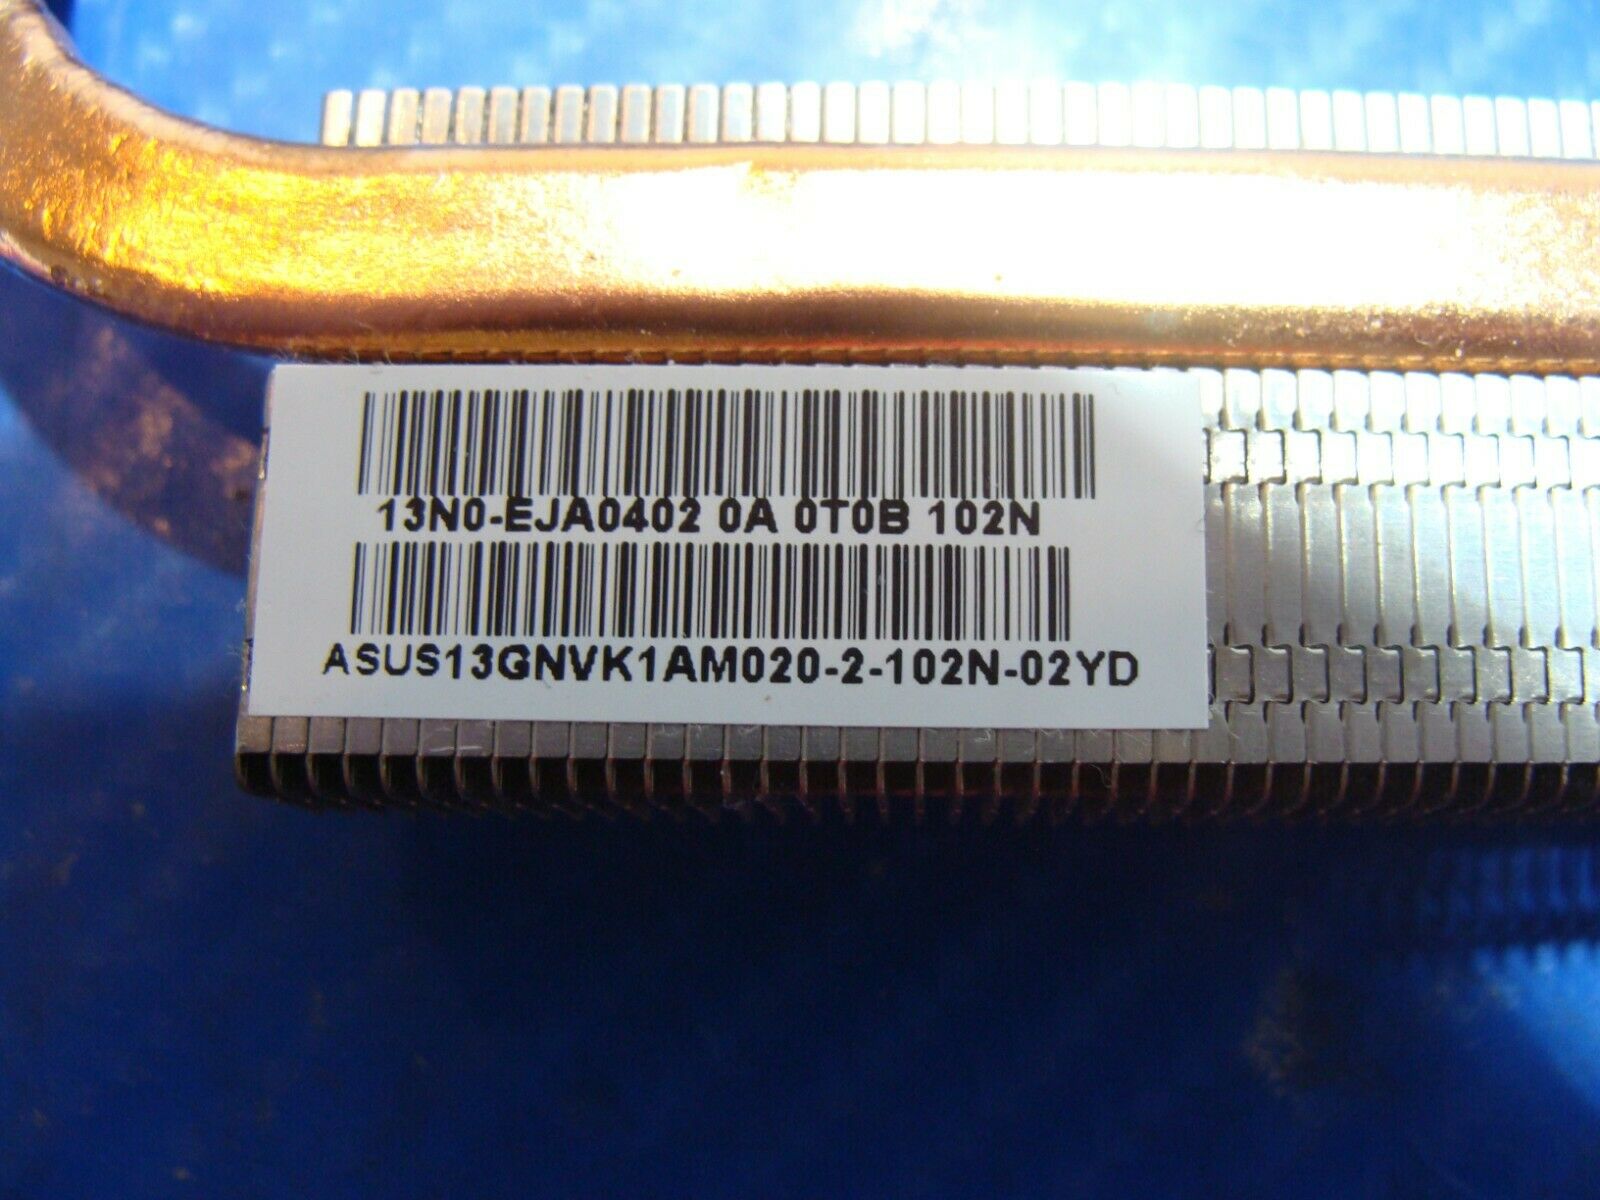 13N0-EJA0402 0A 0T0B 102N
ASUS13GNVK1AM020-2-102N-02YD